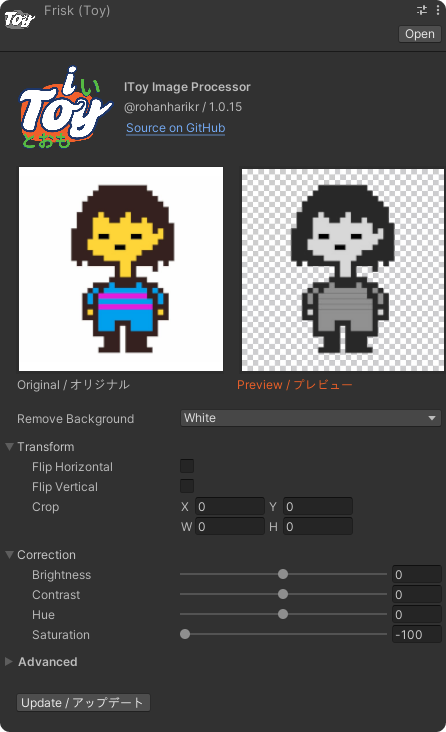 Toy
Frisk (Toy)
Open
i い
Toy
とおも
IToy Image Processor
@rohanharikr / 1.0.15
Source on GitHub
Original / オリジナル
Preview / プレビュー
Remove Background White
Transform
Flip Horizontal
Flip Vertical
Crop X 0 Y 0
W 0 H 0
Correction
Brightness 0
Contrast 0
Hue 0
Saturation -100
Advanced
Update / アップデート